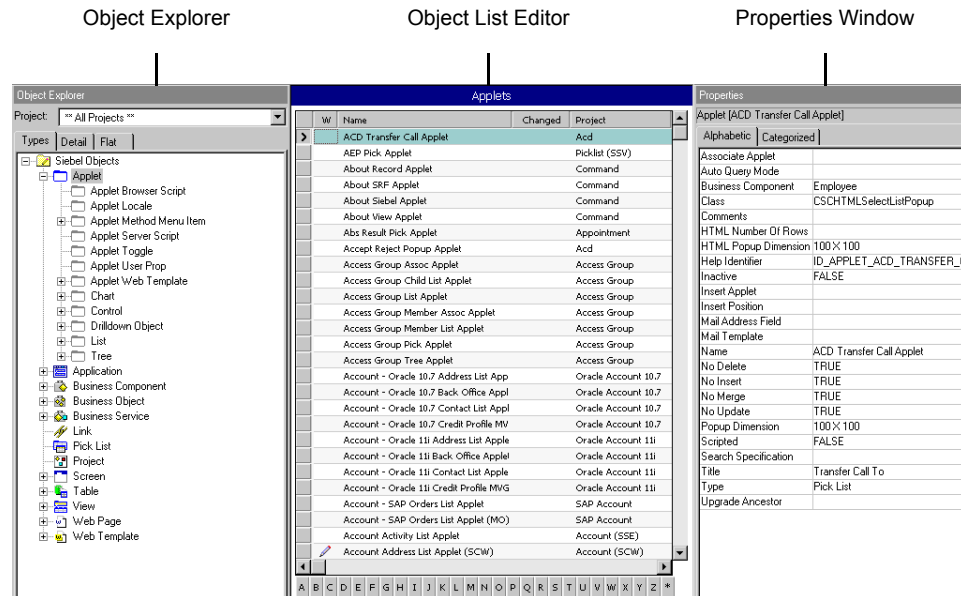 Object Explorer
Object List Editor
Properties Window
Object Explorer
Project: ** All Projects **
Types Detail Flat
Siebel Objects
Applet
Applet Browser Script
Applet Locale
Applet Method Menu Item
Applet Server Script
Applet Toggle
Applet User Prop
Applet Web Template
Chart
Control
Drilldown Object
List
Tree
Application
Business Component
Business Object
Business Service
Link
Pick List
Project
Screen
Table
View
Web Page
Web Template
Applets
W Name Changed Project
ACD Transfer Call Applet Acd
AEP Pick Applet Picklist (SSV)
About Record Applet Command
About SRF Applet Command
About Siebel Applet Command
About View Applet Command
Abs Result Pick Applet Appointment
Accept Reject Popup Applet Acd
Access Group Assoc Applet Access Group
Access Group Child List Applet Access Group
Access Group List Applet Access Group
Access Group Member Assoc Applet Access Group
Access Group Member List Applet Access Group
Access Group Pick Applet Access Group
Access Group Tree Applet Access Group
Account - Oracle 10.7 Address List App Oracle Account 10.7
Account - Oracle 10.7 Back Office Appl Oracle Account 10.7
Account - Oracle 10.7 Contact List Appl Oracle Account 10.7
Account - Oracle 10.7 Credit Profile MV Oracle Account 10.7
Account - Oracle 11i Address List Apple Oracle Account 11i
Account - Oracle 11i Back Office Applet Oracle Account 11i
Account - Oracle 11i Contact List Apple Oracle Account 11i
Account - Oracle 11i Credit Profile MVG Oracle Account 11i
Account - SAP Orders List Applet SAP Account
Account - SAP Orders List Applet (MO) SAP Account
Account Activity List Applet Account (SSE)
Account Address List Applet (SCW) Account (SCW)
A B C D E F G H I J K L M N O P Q R S T U V W X Y Z *
Properties
Applet [ACD Transfer Call Applet]
Alphabetic Categorized
Associate Applet
Auto Query Mode
Business Component Employee
Class CSCHTMLSelectListPopup
Comments
HTML Number Of Rows
HTML Popup Dimension 100 X 100
Help Identifier ID_APPLET_ACD_TRANSFER_
Inactive FALSE
Insert Applet
Insert Position
Mail Address Field
Mail Template
Name ACD Transfer Call Applet
No Delete TRUE
No Insert TRUE
No Merge TRUE
No Update TRUE
Popup Dimension 100 X 100
Scripted FALSE
Search Specification
Title Transfer Call To
Type Pick List
Upgrade Ancestor